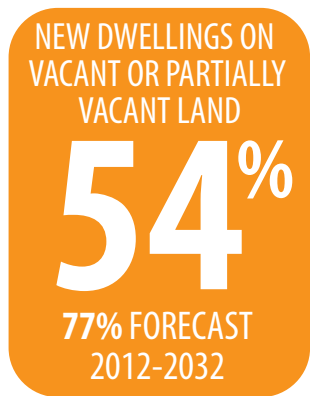 NEW DWELLINGS ON
VACANT OR PARTIALLY
VACANT LAND
54%
77% FORECAST
2012-2032